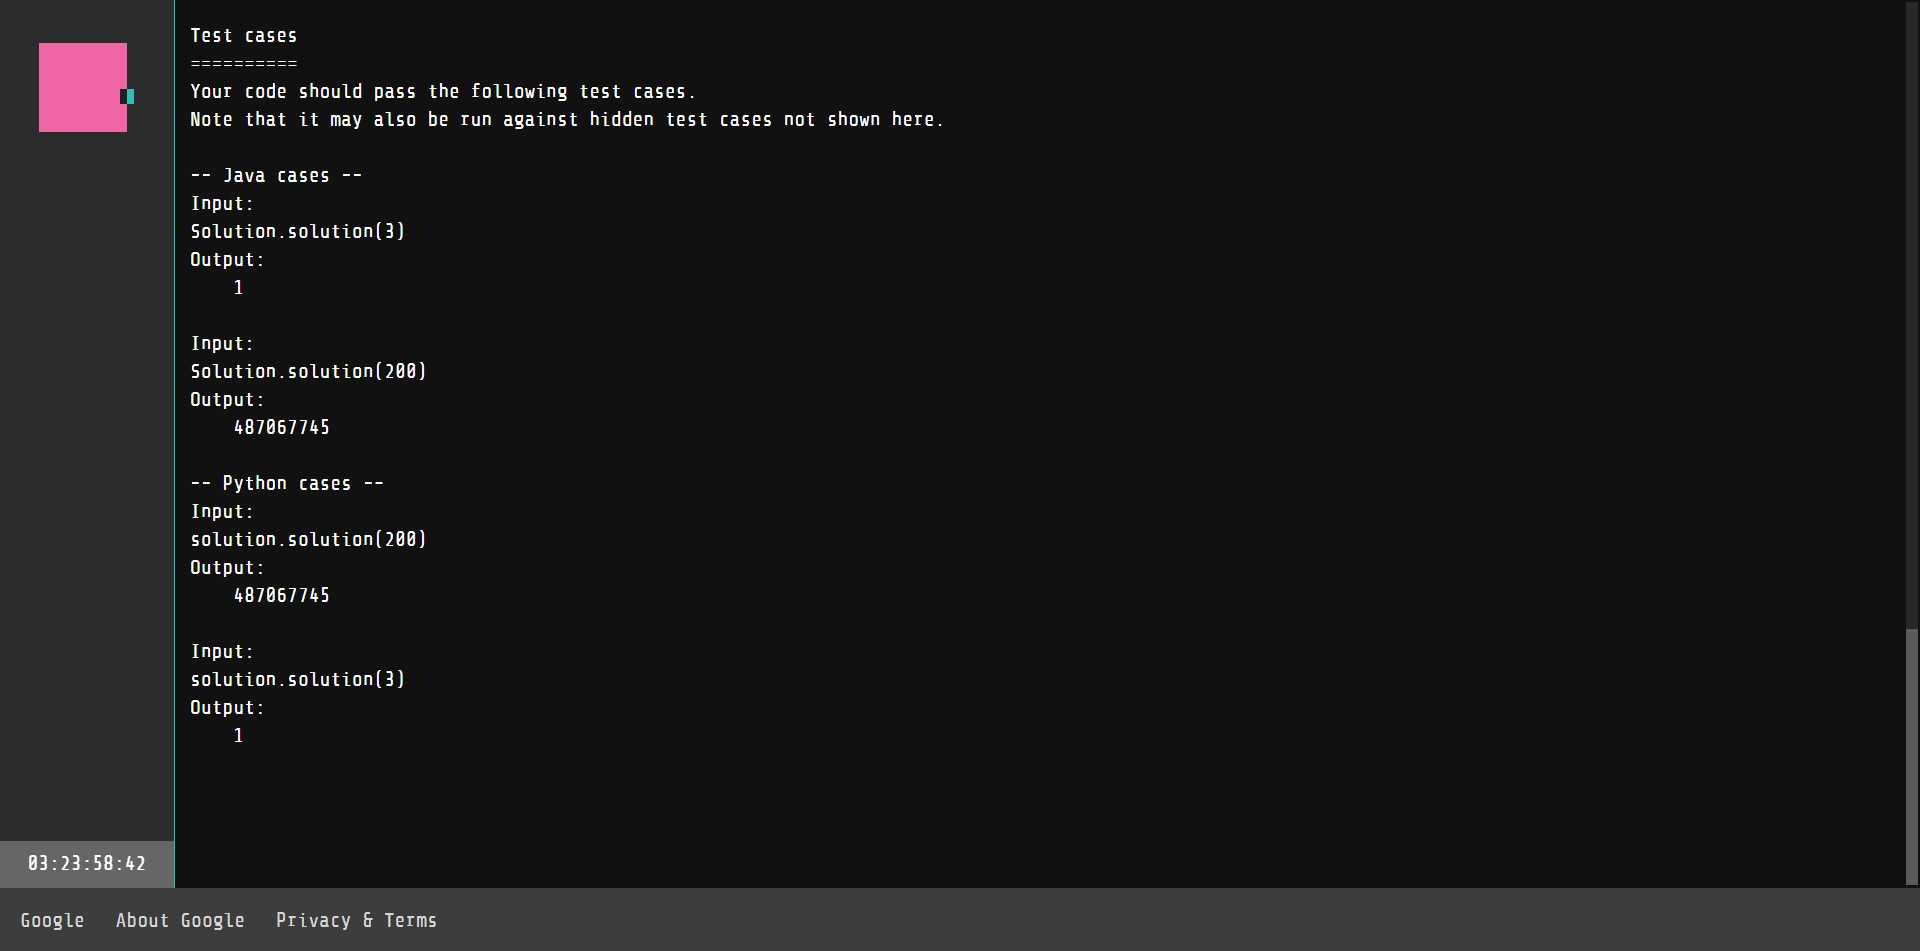 Test cases
==========
Your code should pass the following test cases.
Note that it may also be run against hidden test cases not shown here.
-- Java cases --
Input:
Solution.solution(3)
Output:
    1
Input:
Solution.solution(200)
Output:
    487067745
-- Python cases --
Input:
solution.solution(200)
Output:
    487067745
Input:
solution.solution(3)
Output:
    1
03:23:58:42
Google   About Google   Privacy & Terms